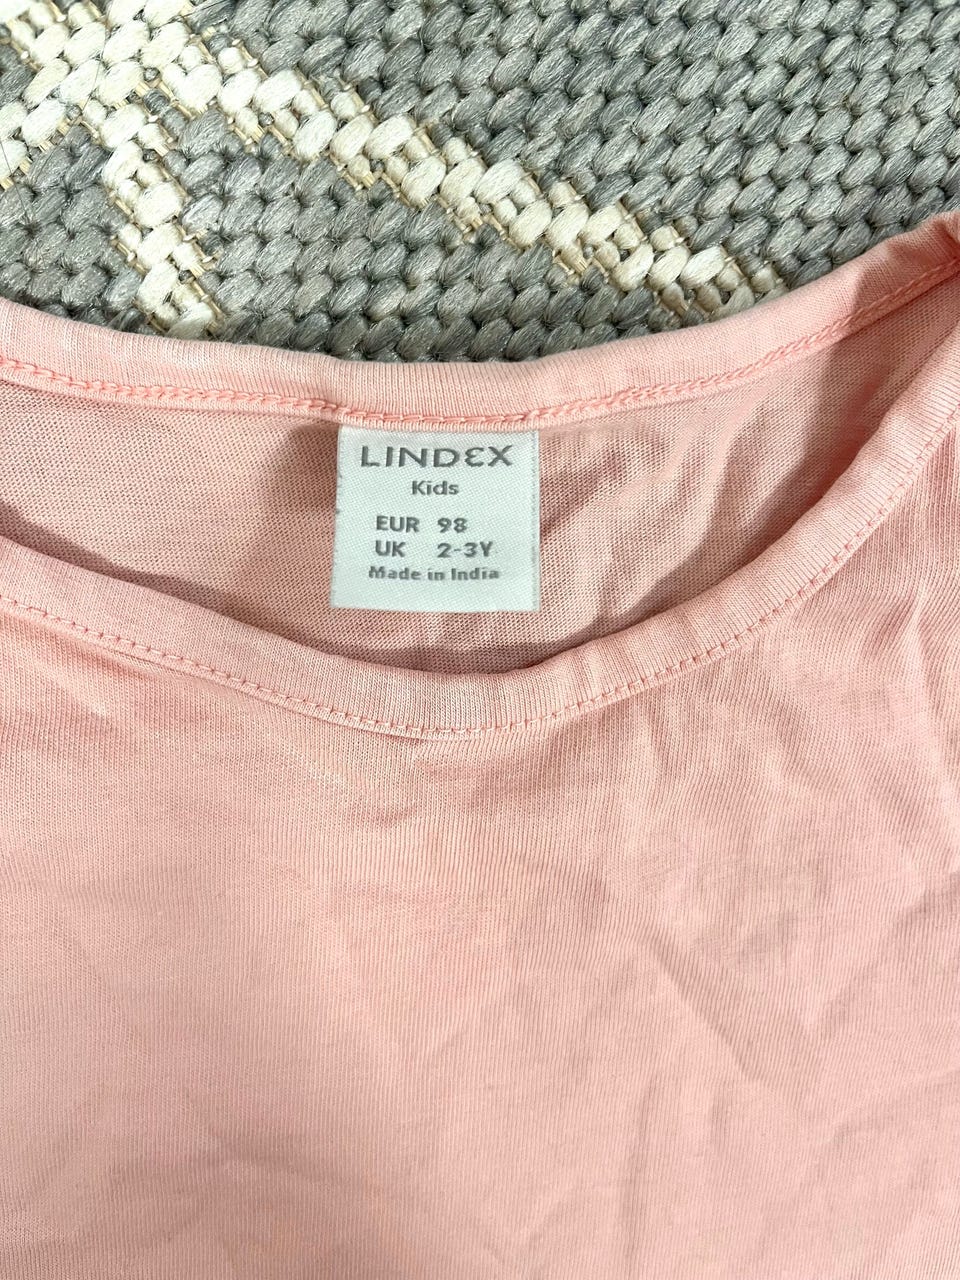 LINDEX
Kids
EUR 98
UK 2-3Y
Made in India